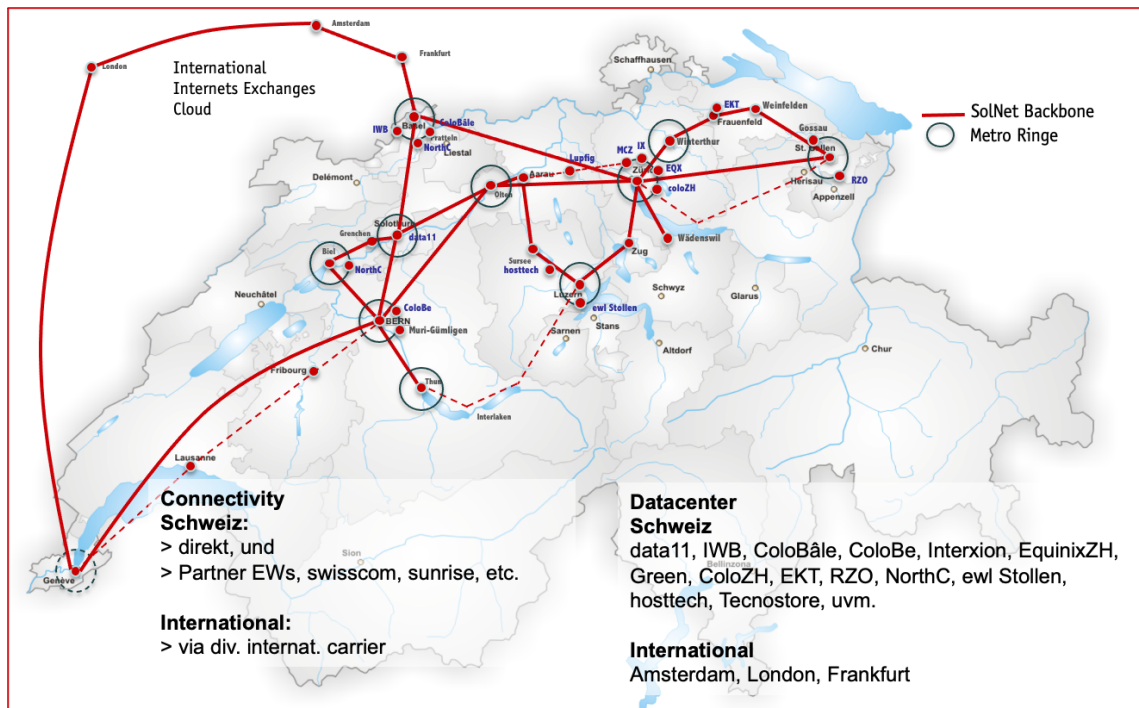 Amsterdam
Frankfurt
London
International
Internets Exchanges
Cloud
Schaffhausen
SolNet Backbone
Metro Ringe
EKT
Weinfelden
Frauenfeld
IWB
Basel
ColoBâle
Pratteln
NorthC
Liestal
Winterthur
Gossau
St. Gallen
MCZ
IX
Lupfig
Aarau
Zürich
EQX
coloZH
Delémont
Olten
Herisau
RZO
Appenzell
Solothurn
data11
Grenchen
Biel
NorthC
Wädenswil
Zug
Sursee
hosttech
Luzern
ewl Stollen
Schwyz
Glarus
Neuchâtel
ColoBe
BERN
Muri-Gümligen
Stans
Sarnen
Altdorf
Chur
Fribourg
Thun
Interlaken
Lausanne
Genève
Sion
Bellinzona
Connectivity
Schweiz:
> direkt, und
> Partner EWs, swisscom, sunrise, etc.
International:
> via div. internat. carrier
Datacenter
Schweiz
data11, IWB, ColoBâle, ColoBe, Interxion, EquinixZH,
Green, ColoZH, EKT, RZO, NorthC, ewl Stollen,
hosttech, Tecnostore, uvm.
International
Amsterdam, London, Frankfurt